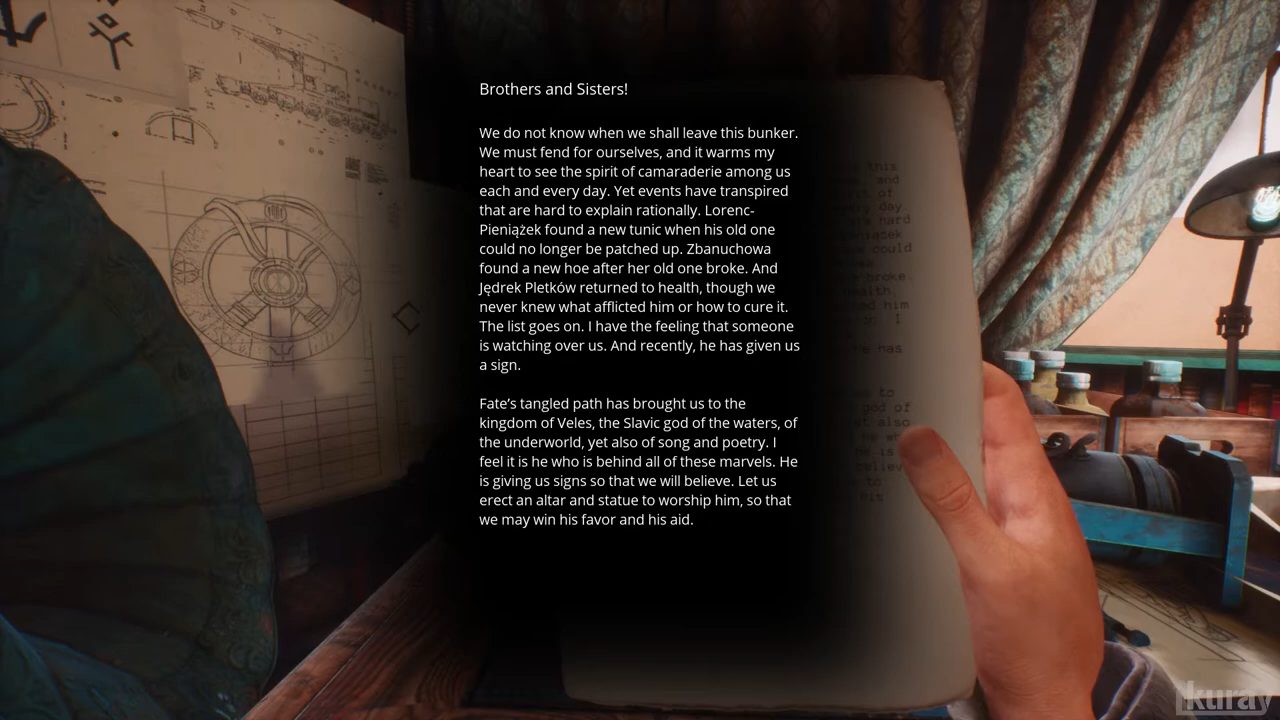 Brothers and Sisters!
We do not know when we shall leave this bunker.
We must fend for ourselves, and it warms my
heart to see the spirit of camaraderie among us
each and every day. Yet events have transpired
that are hard to explain rationally. Lorenc-
Pieniążek found a new tunic when his old one
could no longer be patched up. Zbanuchowa
found a new hoe after her old one broke. And
Jędrek Pletków returned to health, though we
never knew what afflicted him or how to cure it.
The list goes on. I have the feeling that someone
is watching over us. And recently, he has given us
a sign.
Fate’s tangled path has brought us to the
kingdom of Veles, the Slavic god of the waters, of
the underworld, yet also of song and poetry. I
feel it is he who is behind all of these marvels. He
is giving us signs so that we will believe. Let us
erect an altar and statue to worship him, so that
we may win his favor and his aid.
kuray